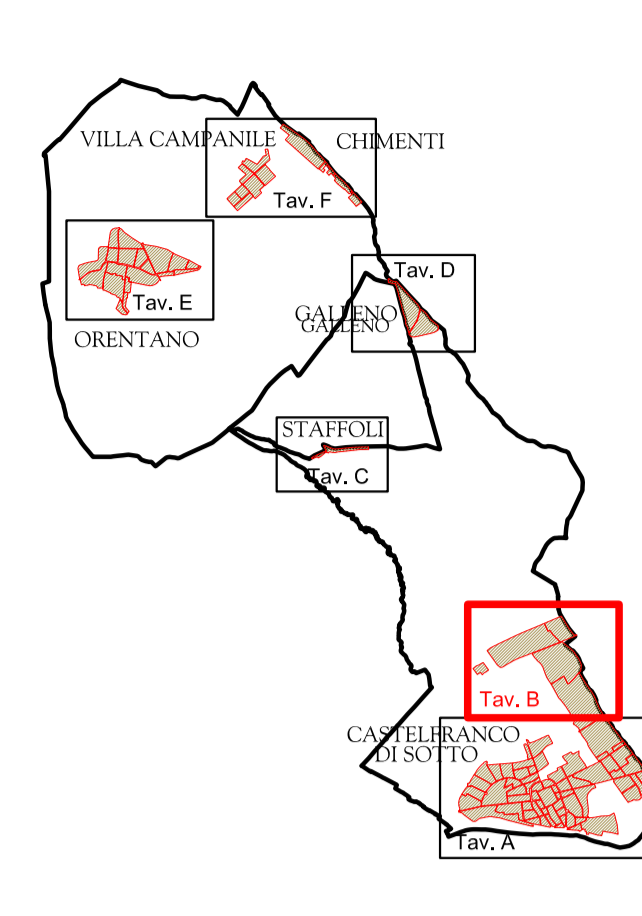 VILLA CAMPANILE
CHIMENTI
Tav. F
Tav. E
ORENTANO
Tav. D
GALLENO
GALLENO
STAFFOLI
Tav. C
Tav. B
CASTELFRANCO
DI SOTTO
Tav. A